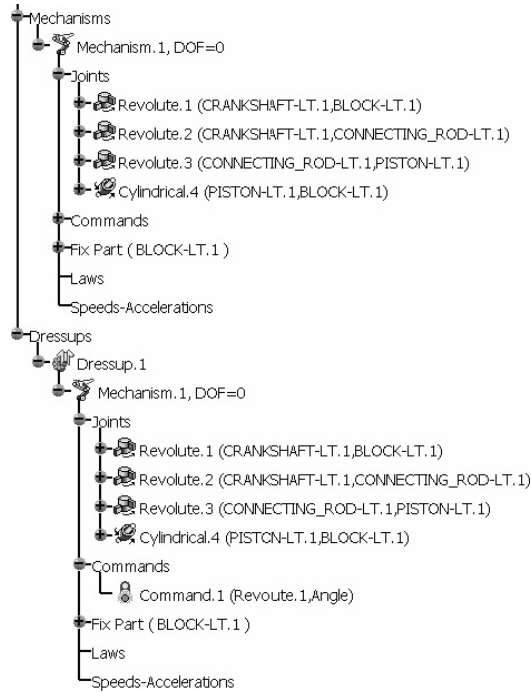 Mechanisms
Mechanism.1, DOF=0
Joints
Revolute.1 (CRANKSHAFT-LT.1,BLOCK-LT.1)
Revolute.2 (CRANKSHAFT-LT.1,CONNECTING_ROD-LT.1)
Revolute.3 (CONNECTING_ROD-LT.1,PISTON-LT.1)
Cylindrical.4 (PISTON-LT.1,BLOCK-LT.1)
Commands
Fix Part ( BLOCK-LT.1 )
Laws
Speeds-Accelerations
Dressups
Dressup.1
Mechanism.1, DOF=0
Joints
Revolute.1 (CRANKSHAFT-LT.1,BLOCK-LT.1)
Revolute.2 (CRANKSHAFT-LT.1,CONNECTING_ROD-LT.1)
Revolute.3 (CONNECTING_ROD-LT.1,PISTON-LT.1)
Cylindrical.4 (PISTON-LT.1,BLOCK-LT.1)
Commands
Command.1 (Revoute.1,Angle)
Fix Part ( BLOCK-LT.1 )
Laws
Speeds-Accelerations